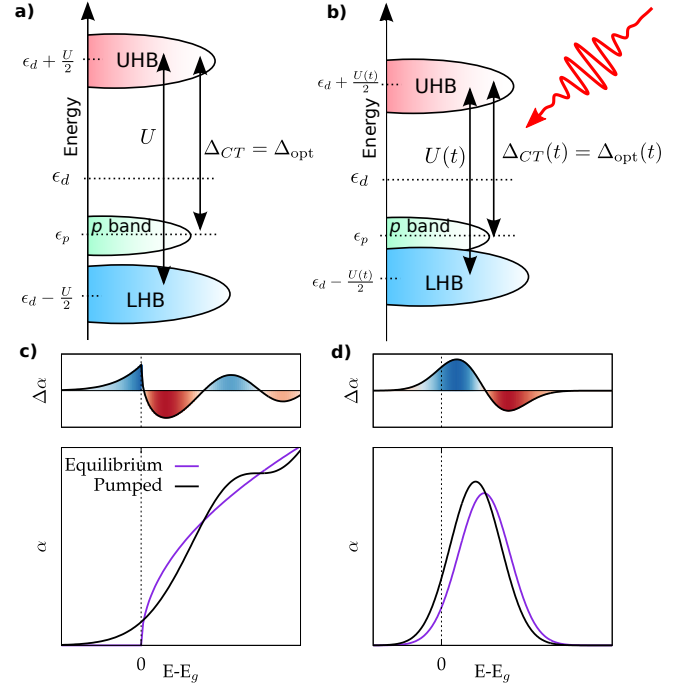 a)
Energy
UHB
ϵ_d + U/2
U
Δ_CT = Δ_opt
ϵ_d
p band
ϵ_p
LHB
ϵ_d − U/2
b)
Energy
UHB
ϵ_d + U(t)/2
U(t)
Δ_CT(t) = Δ_opt(t)
ϵ_d
p band
ϵ_p
LHB
ϵ_d − U(t)/2
c)
Δα
Equilibrium
Pumped
α
0
E-E_g
d)
Δα
α
0
E-E_g